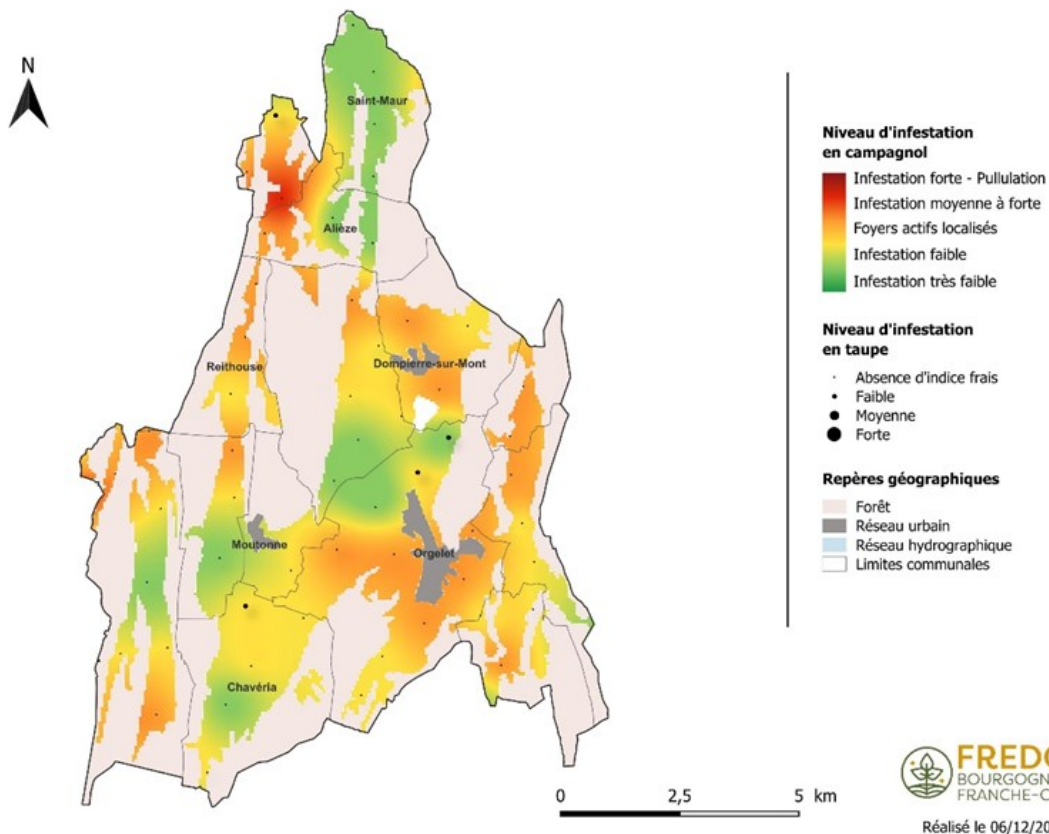 N
Saint-Maur
Alièze
Reithouse
Dompierre-sur-Mont
Moutonne
Orgelet
Chavéria
Niveau d'infestation
en campagnol
Infestation forte - Pullulation
Infestation moyenne à forte
Foyers actifs localisés
Infestation faible
Infestation très faible
Niveau d'infestation
en taupe
Absence d'indice frais
Faible
Moyenne
Forte
Repères géographiques
Forêt
Réseau urbain
Réseau hydrographique
Limites communales
0 2,5 5 km
FREDO
BOURGOGN
FRANCHE-C
Réalisé le 06/12/20